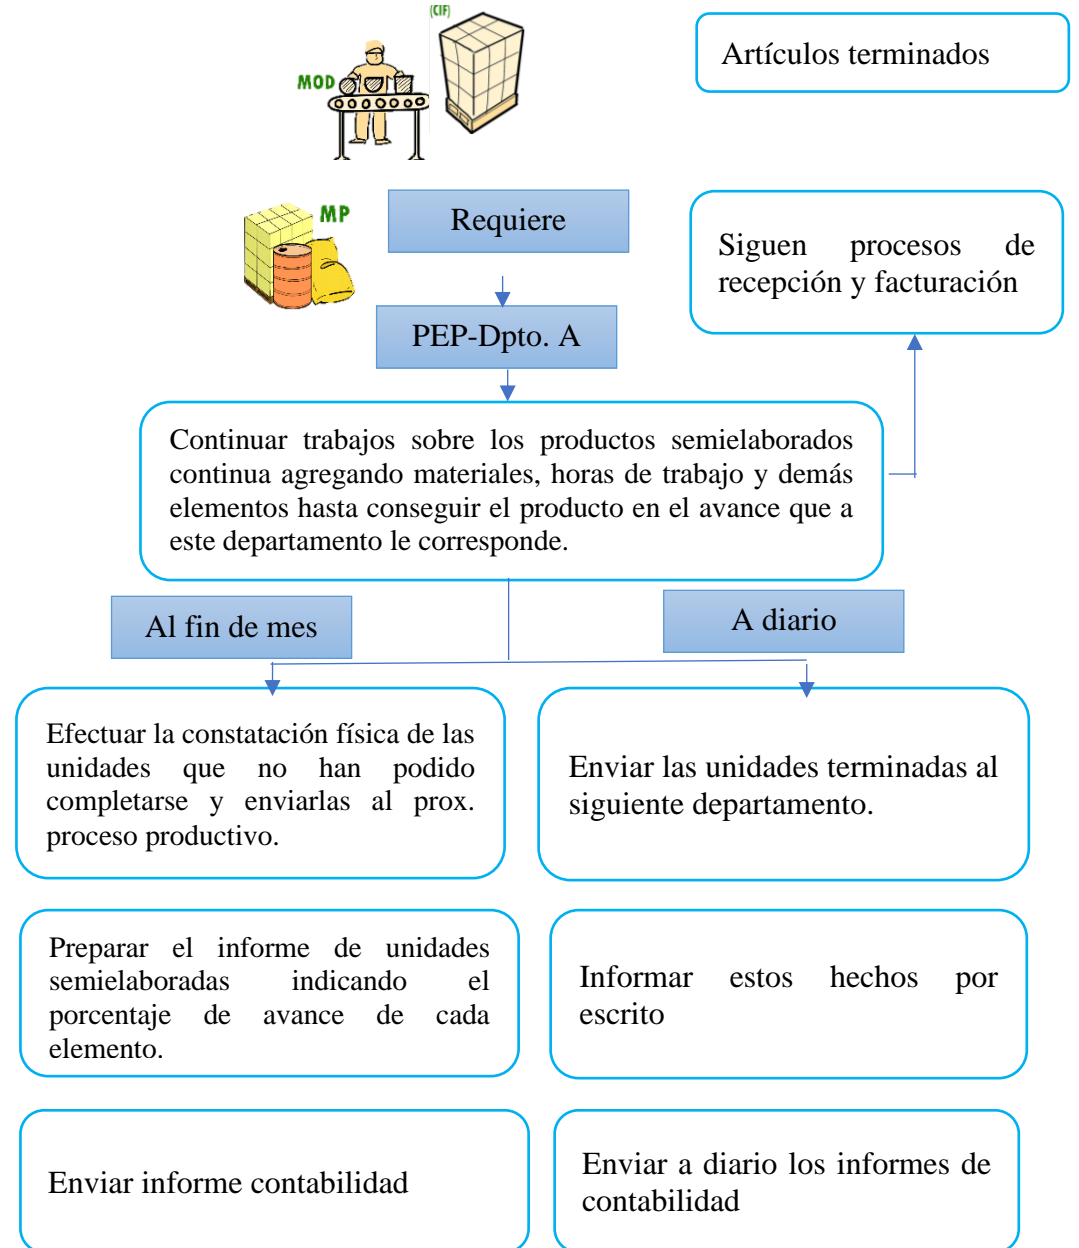 (CIF)
MOD
Artículos terminados
MP
Requiere
Siguen procesos de
recepción y facturación
PEP-Dpto. A
Continuar trabajos sobre los productos semielaborados
continua agregando materiales, horas de trabajo y demás
elementos hasta conseguir el producto en el avance que a
este departamento le corresponde.
Al fin de mes
A diario
Efectuar la constatación física de las
unidades que no han podido
completarse y enviarlas al prox.
proceso productivo.
Enviar las unidades terminadas al
siguiente departamento.
Preparar el informe de unidades
semielaboradas indicando el
porcentaje de avance de cada
elemento.
Informar estos hechos por
escrito
Enviar informe contabilidad
Enviar a diario los informes de
contabilidad